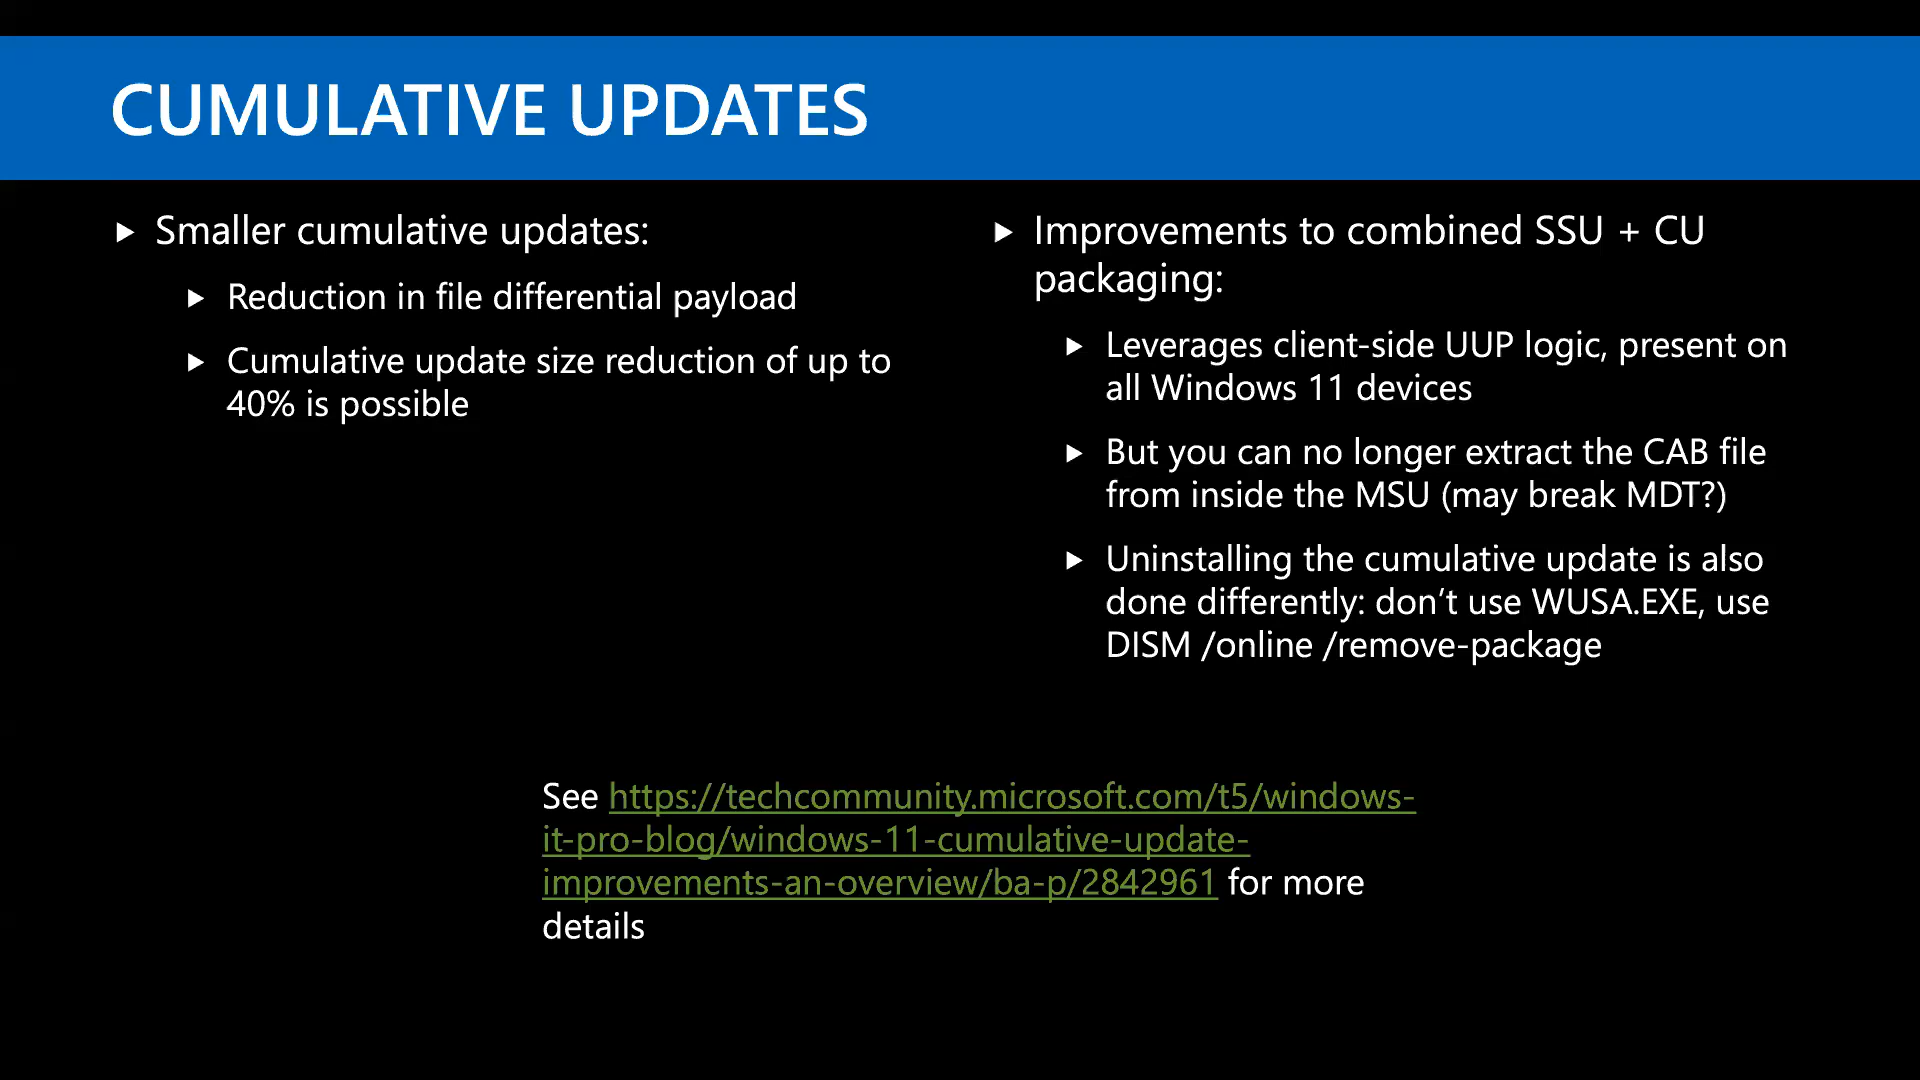 CUMULATIVE UPDATES
Smaller cumulative updates:
Reduction in file differential payload
Cumulative update size reduction of up to
40% is possible
Improvements to combined SSU + CU
packaging:
Leverages client-side UUP logic, present on
all Windows 11 devices
But you can no longer extract the CAB file
from inside the MSU (may break MDT?)
Uninstalling the cumulative update is also
done differently: don’t use WUSA.EXE, use
DISM /online /remove-package
See https://techcommunity.microsoft.com/t5/windows-
it-pro-blog/windows-11-cumulative-update-
improvements-an-overview/ba-p/2842961 for more
details